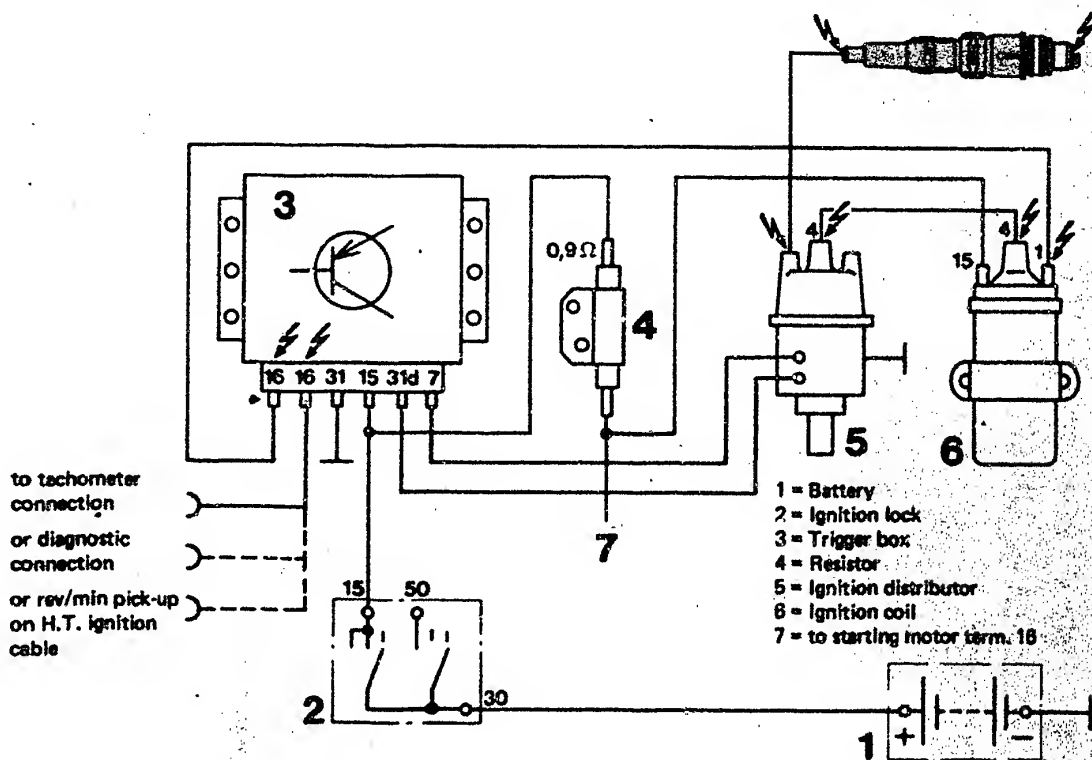 3
0,9Ω
4
4
4
15
1
16 16 31 15 31d 7
5
6
to tachometer
connection
or diagnostic
connection
or rev/min pick-up
on H.T. ignition
cable
7
1 = Battery
2 = Ignition lock
3 = Trigger box
4 = Resistor
5 = Ignition distributor
6 = Ignition coil
7 = to starting motor term. 16
15 50
30
2
1
+ −